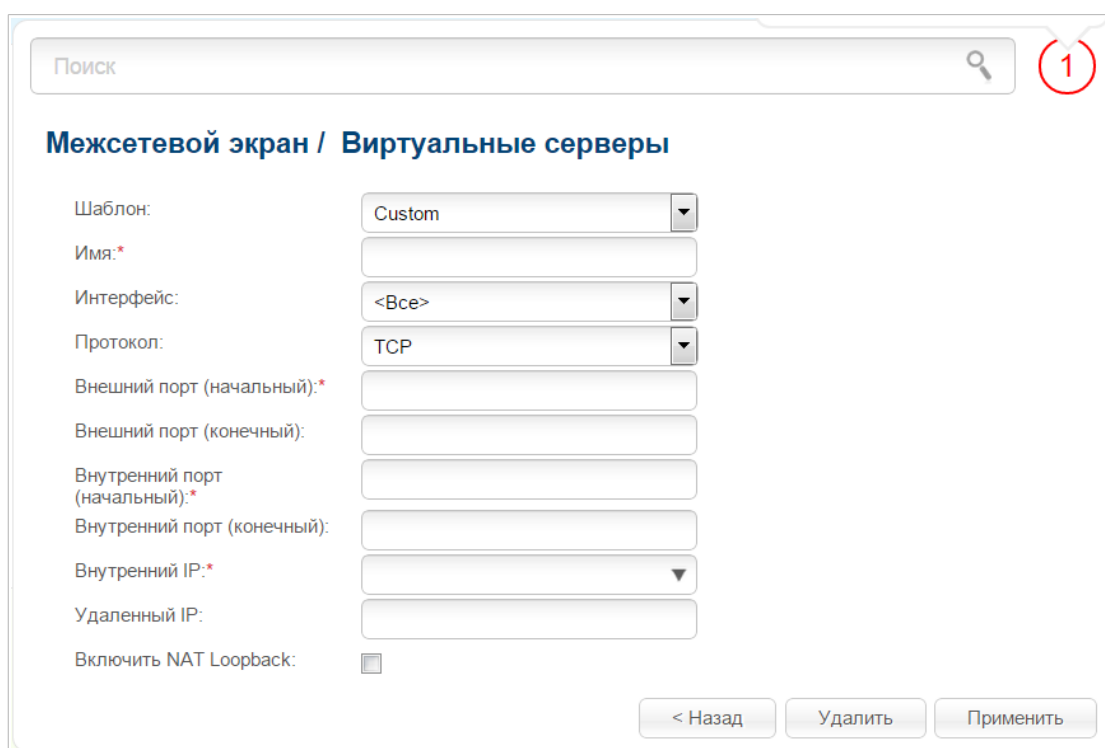 Поиск
1
Межсетевой экран / Виртуальные серверы
Шаблон:
Custom
Имя:*
Интерфейс:
<Все>
Протокол:
TCP
Внешний порт (начальный):*
Внешний порт (конечный):
Внутренний порт
(начальный):*
Внутренний порт (конечный):
Внутренний IP:*
Удаленный IP:
Включить NAT Loopback:
< Назад
Удалить
Применить